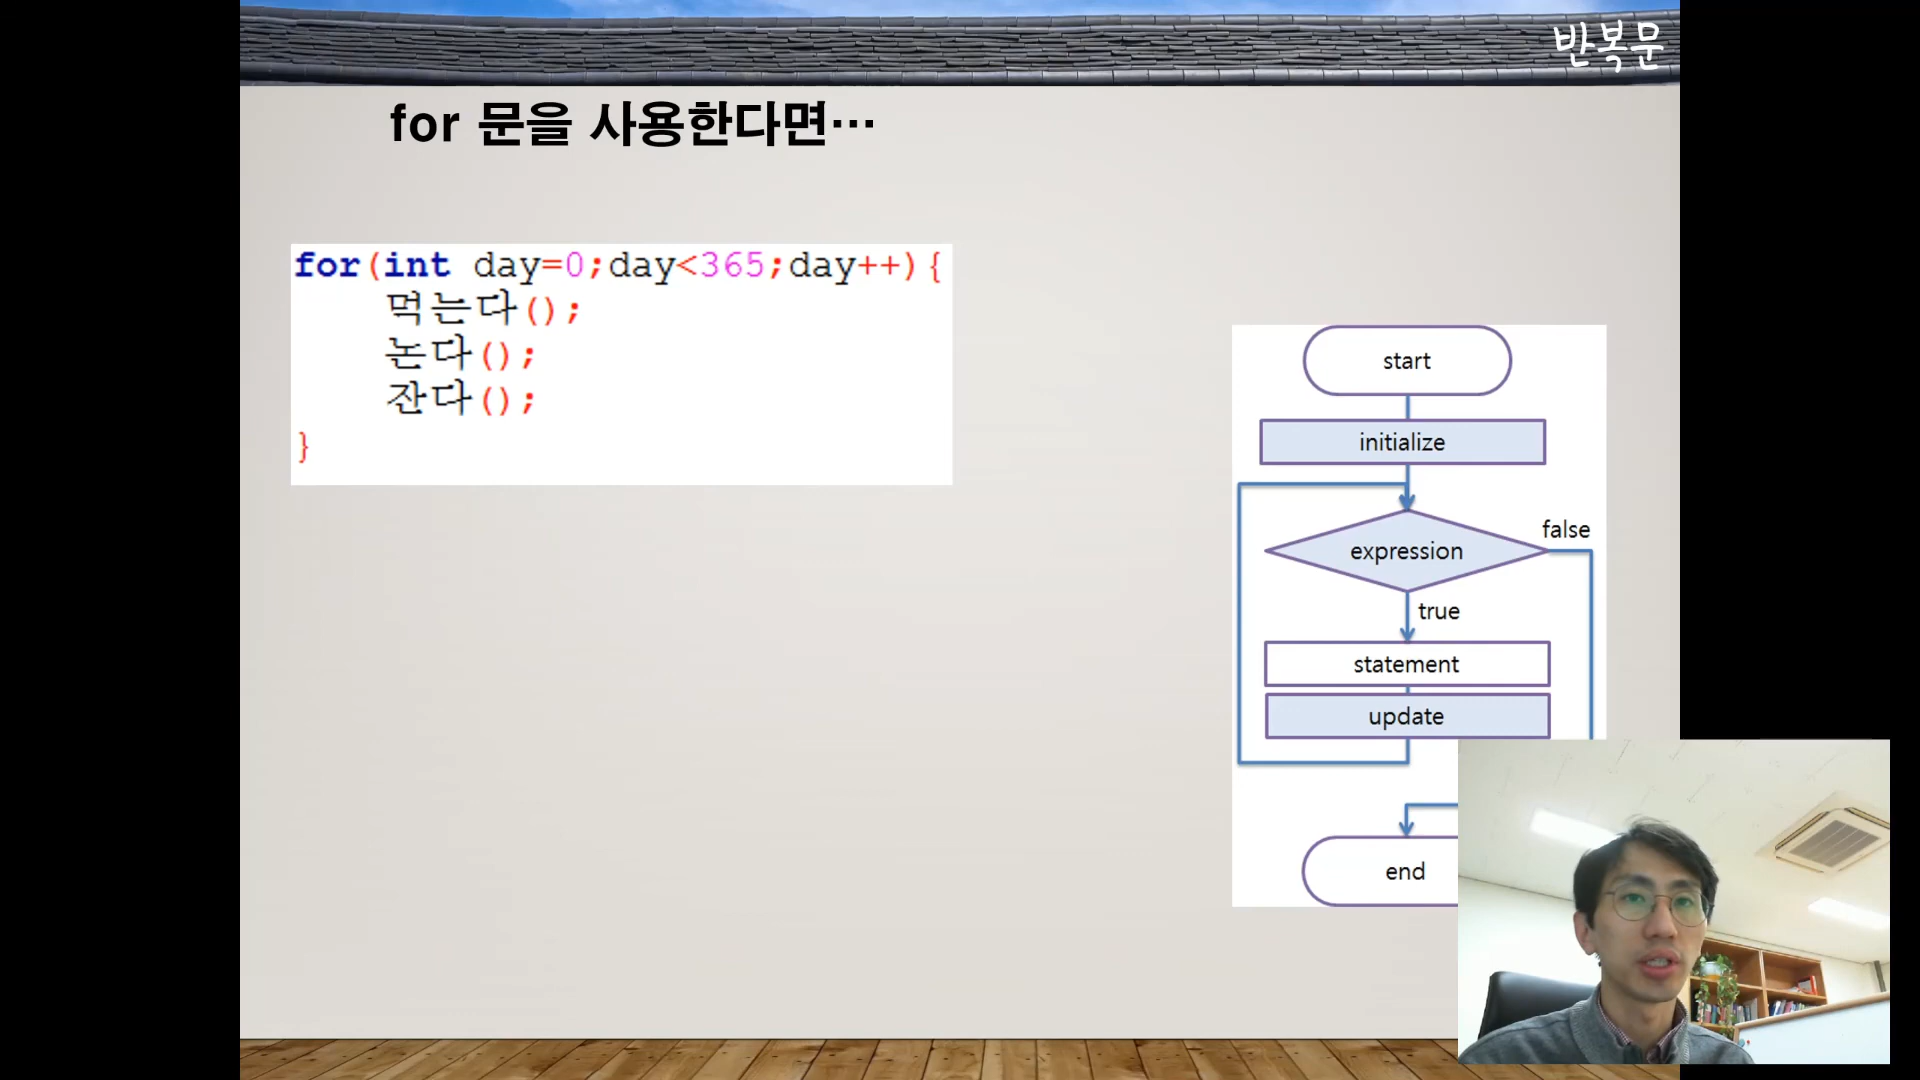 반복문
for 문을 사용한다면…
for(int day=0;day<365;day++){
먹는다();
논다();
잔다();
}
start
initialize
expression
false
true
statement
update
end